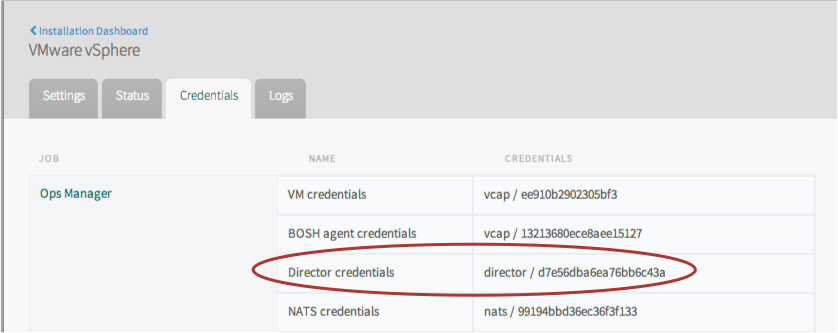 Installation Dashboard
VMware vSphere
Settings Status Credentials Logs
JOB NAME CREDENTIALS
Ops Manager VM credentials vcap / ee910b2902305bf3
BOSH agent credentials vcap / 13213680ece8aee15127
Director credentials director / d7e56dba6ea76bb6c43a
NATS credentials nats / 99194bbd36ec36f3f133